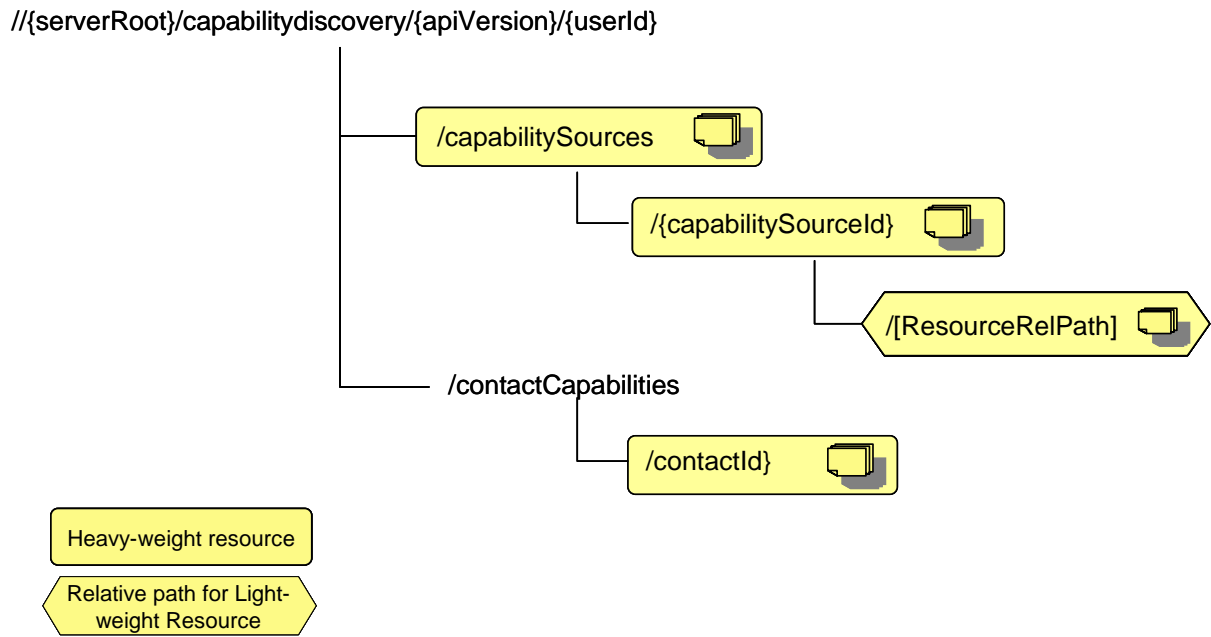 //{serverRoot}/capabilitydiscovery/{apiVersion}/{userId}
/capabilitySources
/{capabilitySourceId}
/[ResourceRelPath]
/contactCapabilities
/contactId}
Heavy-weight resource
Relative path for Light-
weight Resource